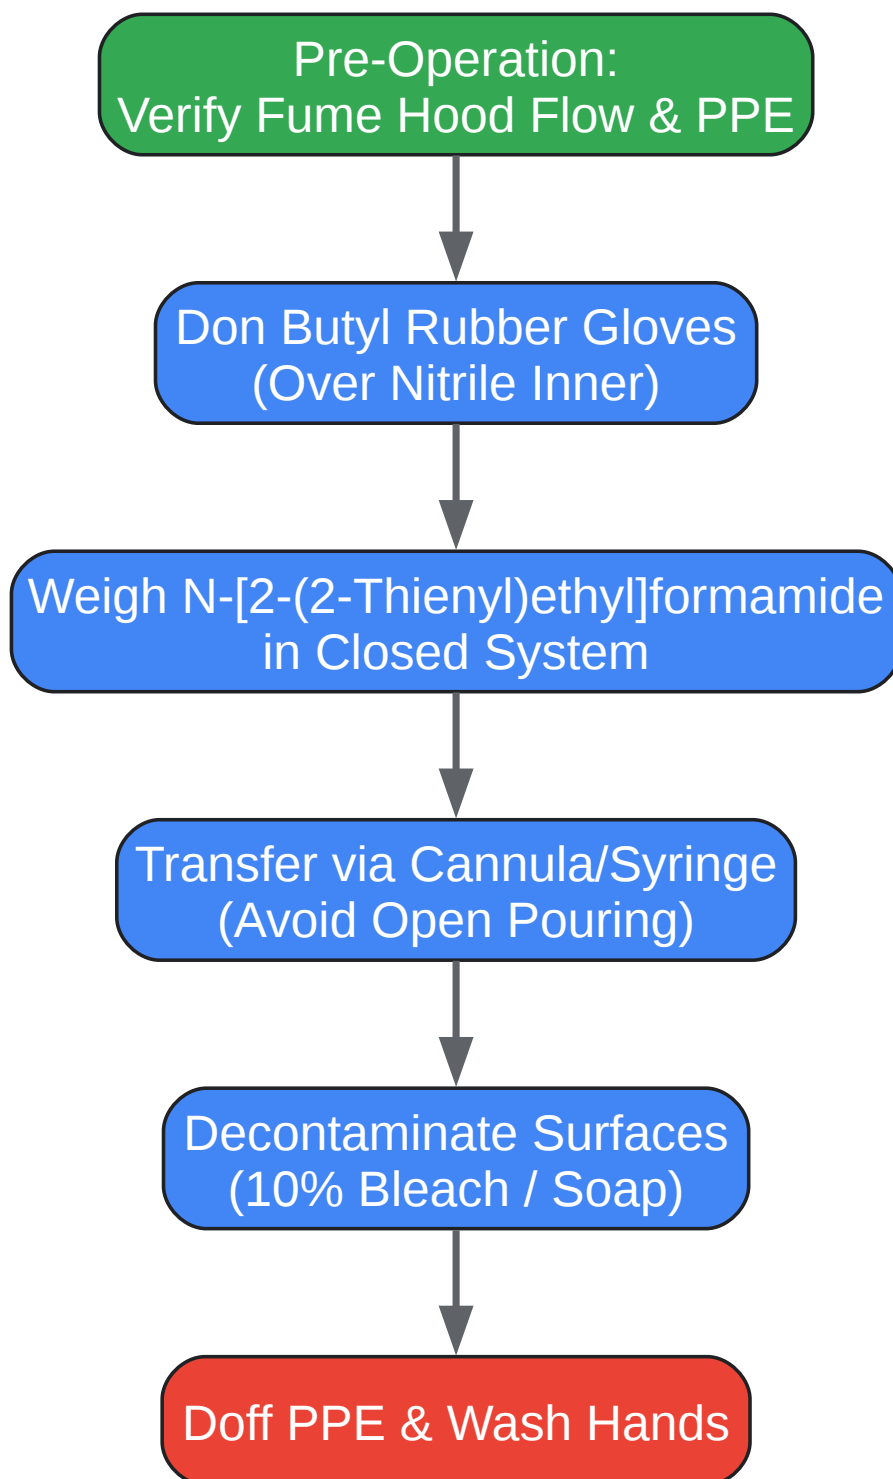 Pre-Operation:
Verify Fume Hood Flow & PPE
Don Butyl Rubber Gloves
(Over Nitrile Inner)
Weigh N-[2-(2-Thienyl)ethyl]formamide
in Closed System
Transfer via Cannula/Syringe
(Avoid Open Pouring)
Decontaminate Surfaces
(10% Bleach / Soap)
Doff PPE & Wash Hands